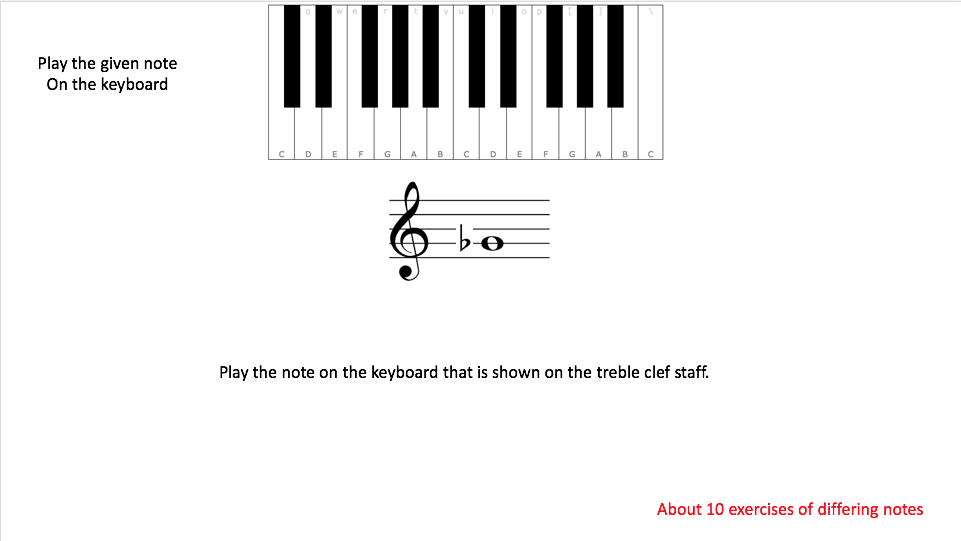 q w e r t y u i o p [ ] \
Play the given note
On the keyboard
C D E F G A B C D E F G A B C
Play the note on the keyboard that is shown on the treble clef staff.
About 10 exercises of differing notes